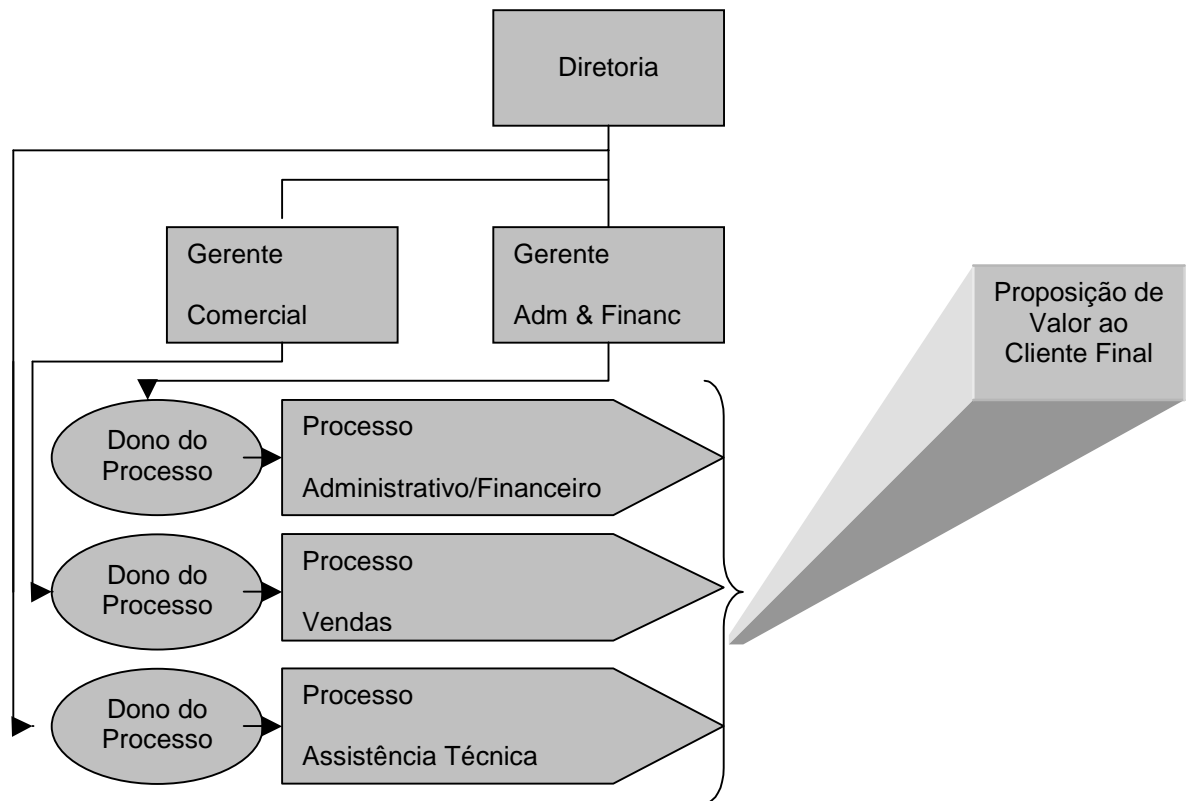 Diretoria
Gerente
Comercial
Gerente
Adm & Financ
Proposição de
Valor ao
Cliente Final
Dono do
Processo
Processo
Administrativo/Financeiro
Dono do
Processo
Processo
Vendas
Dono do
Processo
Processo
Assistência Técnica